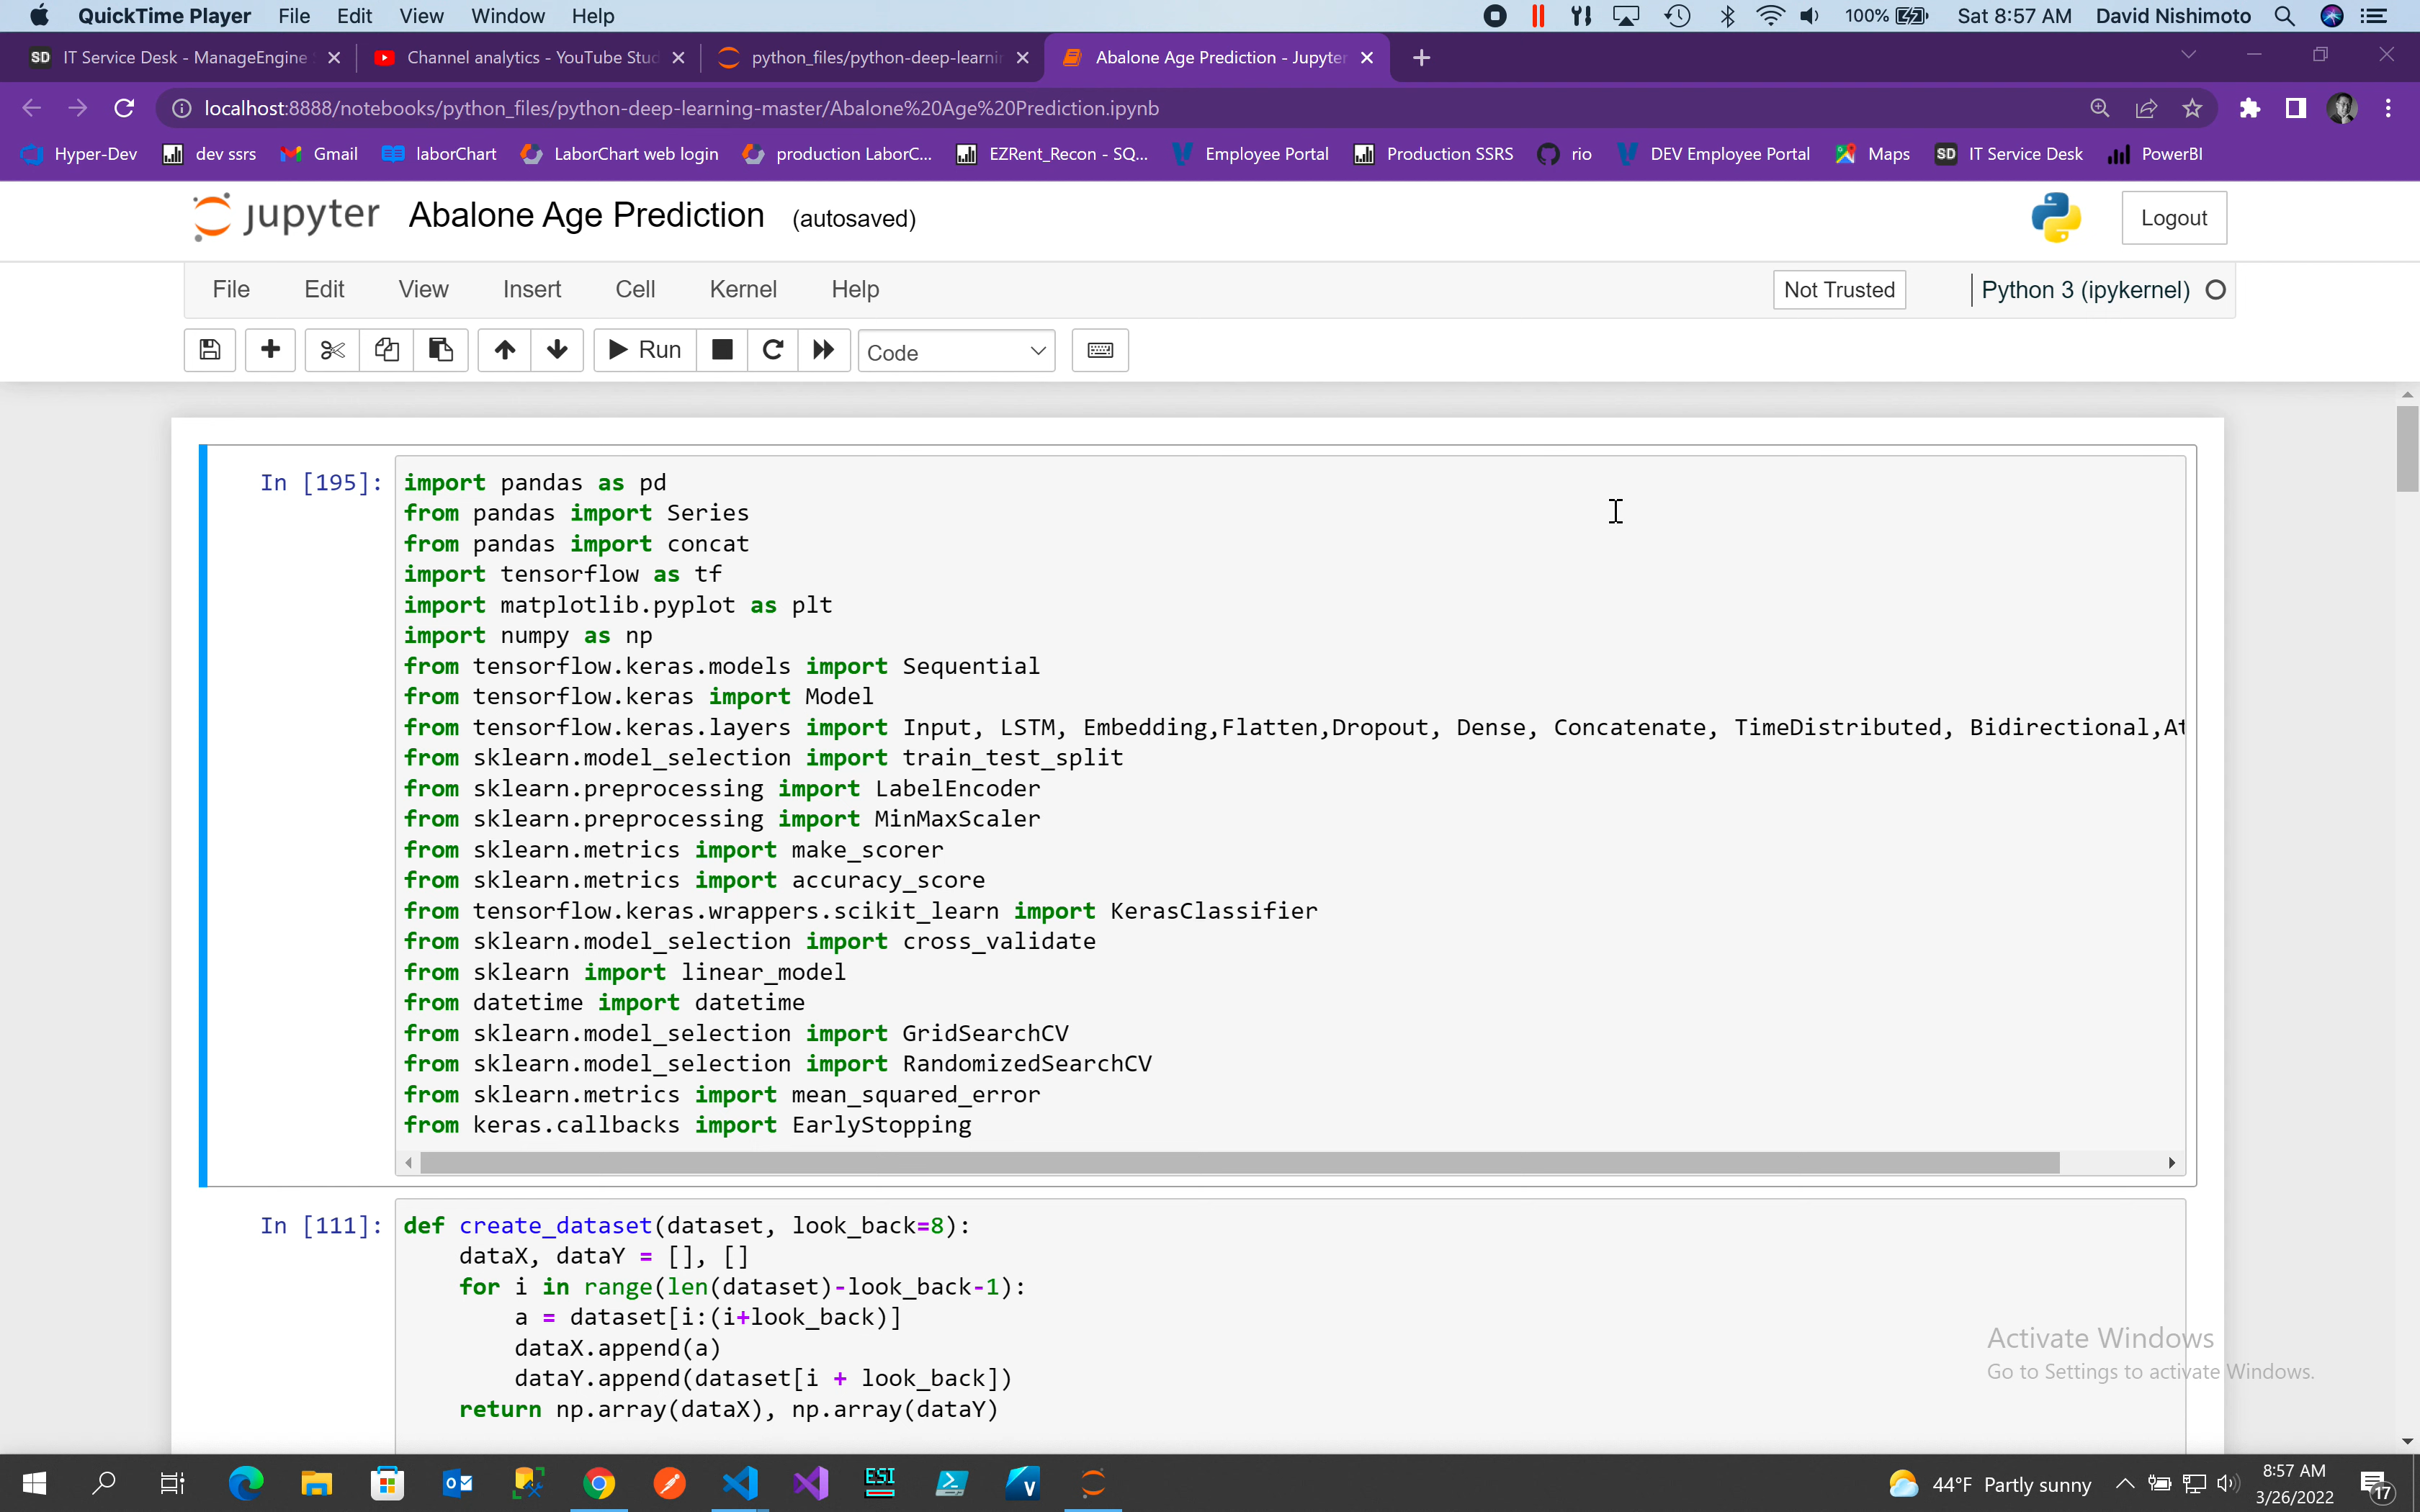 QuickTime Player File Edit View Window Help 100% Sat 8:57 AM David Nishimoto
SD IT Service Desk - ManageEngine Channel analytics - YouTube Stud python_files/python-deep-learnin Abalone Age Prediction - Jupyter
localhost:8888/notebooks/python_files/python-deep-learning-master/Abalone%20Age%20Prediction.ipynb
Hyper-Dev dev ssrs Gmail laborChart LaborChart web login production LaborC... EZRent_Recon - SQ... Employee Portal Production SSRS rio DEV Employee Portal Maps SD IT Service Desk PowerBI
jupyter Abalone Age Prediction (autosaved) Logout
File Edit View Insert Cell Kernel Help Not Trusted Python 3 (ipykernel)
Run Code
In [195]: import pandas as pd
from pandas import Series
from pandas import concat
import tensorflow as tf
import matplotlib.pyplot as plt
import numpy as np
from tensorflow.keras.models import Sequential
from tensorflow.keras import Model
from tensorflow.keras.layers import Input, LSTM, Embedding,Flatten,Dropout, Dense, Concatenate, TimeDistributed, Bidirectional,At
from sklearn.model_selection import train_test_split
from sklearn.preprocessing import LabelEncoder
from sklearn.preprocessing import MinMaxScaler
from sklearn.metrics import make_scorer
from sklearn.metrics import accuracy_score
from tensorflow.keras.wrappers.scikit_learn import KerasClassifier
from sklearn.model_selection import cross_validate
from sklearn import linear_model
from datetime import datetime
from sklearn.model_selection import GridSearchCV
from sklearn.model_selection import RandomizedSearchCV
from sklearn.metrics import mean_squared_error
from keras.callbacks import EarlyStopping
In [111]: def create_dataset(dataset, look_back=8):
dataX, dataY = [], []
for i in range(len(dataset)-look_back-1):
a = dataset[i:(i+look_back)]
dataX.append(a)
dataY.append(dataset[i + look_back])
return np.array(dataX), np.array(dataY)
Activate Windows
Go to Settings to activate Windows.
ESI 44°F Partly sunny 8:57 AM
3/26/2022 17